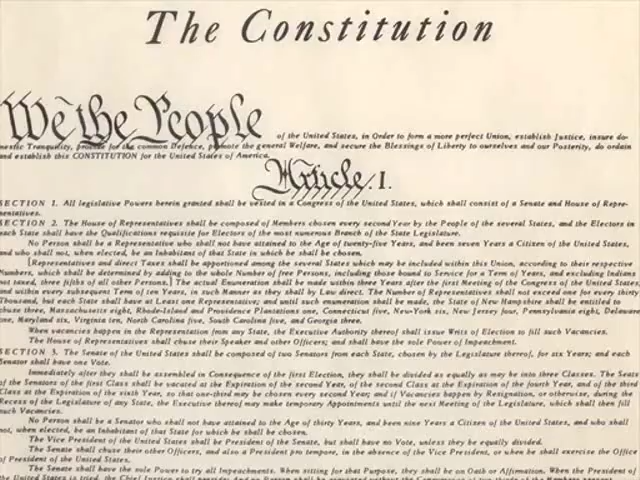 The Constitution
We the People
of the United States, in Order to form a more perfect Union, establish Justice, insure do-
mestic Tranquility, provide for the common Defence, promote the general Welfare, and secure the Blessings of Liberty to ourselves and our Posterity, do ordain
and establish this CONSTITUTION for the United States of America.
Article. I.
SECTION 1. All legislative Powers herein granted shall be vested in a Congress of the United States, which shall consist of a Senate and House of Repre-
sentatives.
SECTION 2. The House of Representatives shall be composed of Members chosen every second Year by the People of the several States, and the Electors in
each State shall have the Qualifications requisite for Electors of the most numerous Branch of the State Legislature.
No Person shall be a Representative who shall not have attained to the Age of twenty-five Years, and been seven Years a Citizen of the United States,
and who shall not, when elected, be an Inhabitant of that State in which he shall be chosen.
[Representatives and direct Taxes shall be apportioned among the several States which may be included within this Union, according to their respective
Numbers, which shall be determined by adding to the whole Number of free Persons, including those bound to Service for a Term of Years, and excluding Indians
not taxed, three fifths of all other Persons.] The actual Enumeration shall be made within three Years after the first Meeting of the Congress of the United States,
and within every subsequent Term of ten Years, in such Manner as they shall by Law direct. The Number of Representatives shall not exceed one for every thirty
Thousand, but each State shall have at Least one Representative; and until such enumeration shall be made, the State of New Hampshire shall be entitled to
chuse three, Massachusetts eight, Rhode-Island and Providence Plantations one, Connecticut five, New-York six, New Jersey four, Pennsylvania eight, Delaware
one, Maryland six, Virginia ten, North Carolina five, South Carolina five, and Georgia three.
When vacancies happen in the Representation from any State, the Executive Authority thereof shall issue Writs of Election to fill such Vacancies.
The House of Representatives shall chuse their Speaker and other Officers; and shall have the sole Power of Impeachment.
SECTION 3. The Senate of the United States shall be composed of two Senators from each State, chosen by the Legislature thereof, for six Years; and each
Senator shall have one Vote.
Immediately after they shall be assembled in Consequence of the first Election, they shall be divided as equally as may be into three Classes. The Seats
of the Senators of the first Class shall be vacated at the Expiration of the second Year, of the second Class at the Expiration of the fourth Year, and of the third
Class at the Expiration of the sixth Year, so that one-third may be chosen every second Year; and if Vacancies happen by Resignation, or otherwise, during the
Recess of the Legislature of any State, the Executive thereof may make temporary Appointments until the next Meeting of the Legislature, which shall then fill
such Vacancies.
No Person shall be a Senator who shall not have attained to the Age of thirty Years, and been nine Years a Citizen of the United States, and who shall
not, when elected, be an Inhabitant of that State for which he shall be chosen.
The Vice President of the United States shall be President of the Senate, but shall have no Vote, unless they be equally divided.
The Senate shall chuse their other Officers, and also a President pro tempore, in the absence of the Vice President, or when he shall exercise the Office
of President of the United States.
The Senate shall have the sole Power to try all Impeachments. When sitting for that Purpose, they shall be on Oath or Affirmation. When the President of
the United States is tried, the Chief Justice shall preside: And no Person shall be convicted without the Concurrence of two thirds of the Members present.